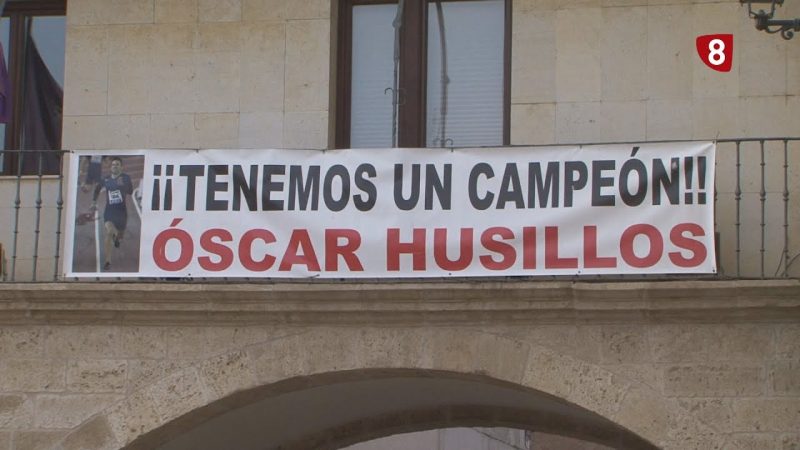 8
¡¡TENEMOS UN CAMPEÓN!!
ÓSCAR HUSILLOS